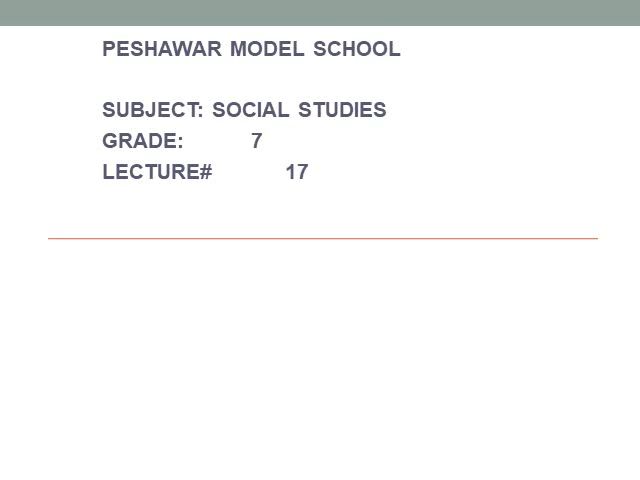 PESHAWAR MODEL SCHOOL
SUBJECT: SOCIAL STUDIES
GRADE: 7
LECTURE# 17